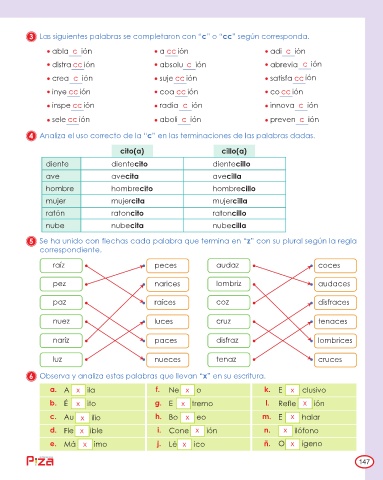 3 Las siguientes palabras se completaron con "c" o "cc" según corresponda.
• abla c ión • a cc ión • adi c ión
• distra cc ión • absolu c ión • abrevia c ión
• crea c ión • suje cc ión • satisfa cc ión
• inye cc ión • coa cc ión • co cc ión
• inspe cc ión • radia c ión • innova c ión
• sele cc ión • aboli c ión • preven c ión
4 Analiza el uso correcto de la "c" en las terminaciones de las palabras dadas.
cito(a) cillo(a)
diente dientecito dientecillo
ave avecita avecilla
hombre hombrecito hombrecillo
mujer mujercita mujercilla
ratón ratoncito ratoncillo
nube nubecita nubecilla
5 Se ha unido con flechas cada palabra que termina en "z" con su plural según la regla
correspondiente.
raíz peces audaz coces
pez narices lombriz audaces
paz raíces coz disfraces
nuez luces cruz tenaces
nariz paces disfraz lombrices
luz nueces tenaz cruces
6 Observa y analiza estas palabras que llevan "x" en su escritura.
a. A x ila f. Ne x o k. E x clusivo
b. É x ito g. E x tremo l. Refle x ión
c. Au x ilio h. Bo x eo m. E x halar
d. Fle x ible i. Cone x ión n. x ilófono
e. Má x imo j. Lé x ico ñ. O x ígeno
Piza 147